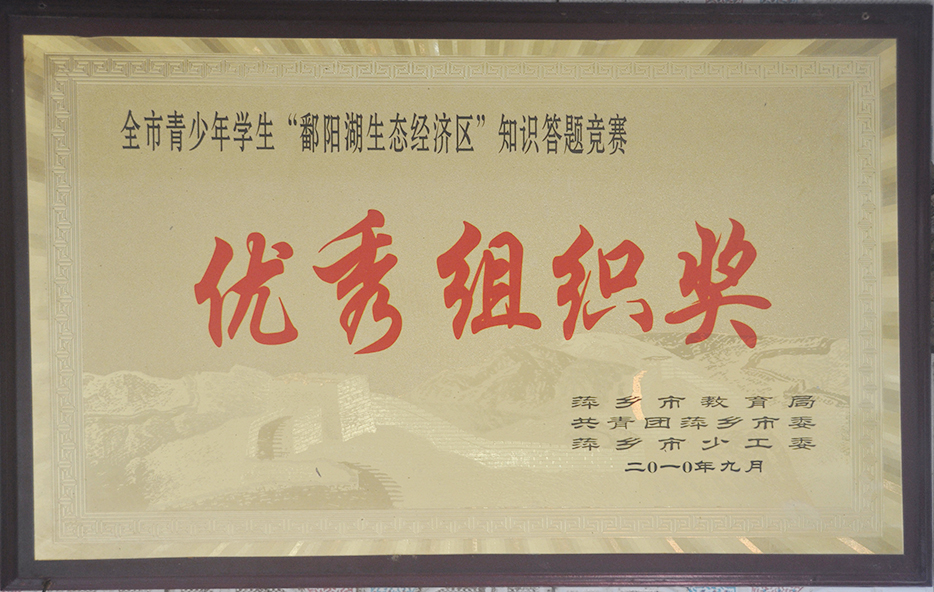 全市青少年学生“鄱阳湖生态经济区”知识答题竞赛
优秀组织奖
萍乡市教育局
共青团萍乡市委
萍乡市少工委
二0一0年九月